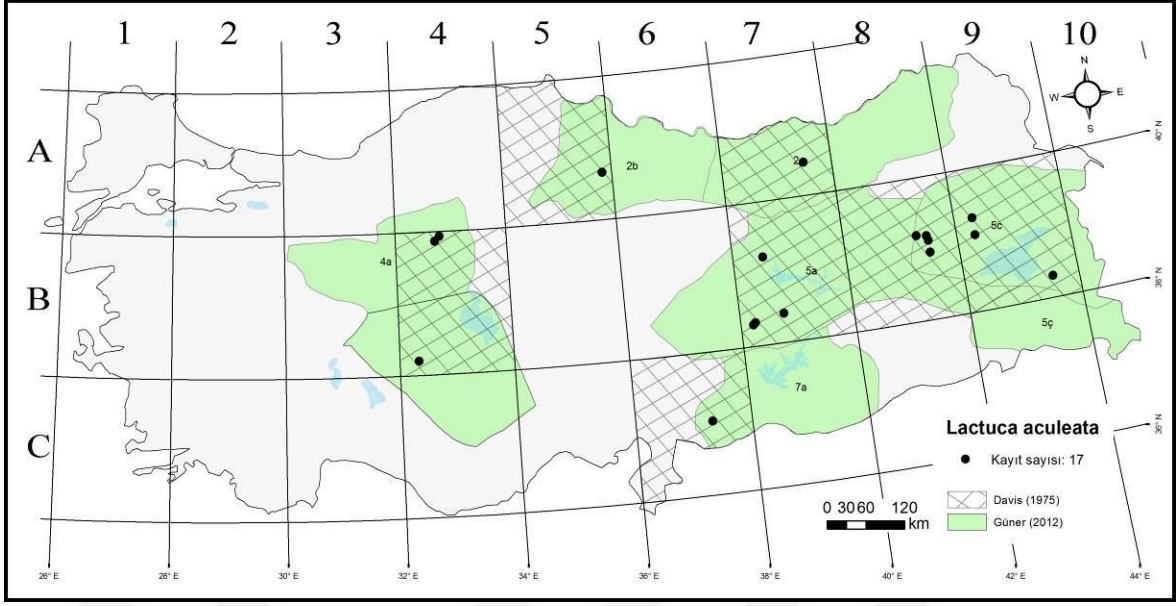 1 2 3 4 5 6 7 8 9 10
N
W E
S
A
B
C
40° N
38° N
36° N
2b
2
4a
5a
5c
5ç
7a
Lactuca aculeata
Kayıt sayısı: 17
Davis (1975)
Güner (2012)
0 30 60 120
km
26° E 28° E 30° E 32° E 34° E 36° E 38° E 40° E 42° E 44° E